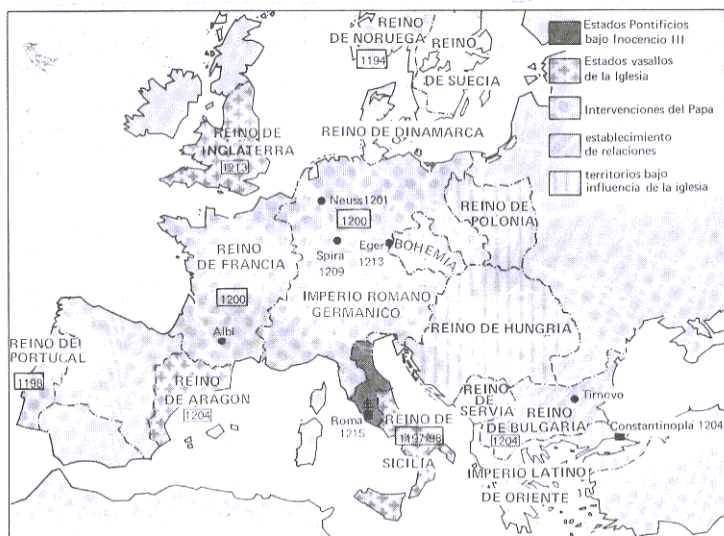 REINO
DE NORUEGA
1194
REINO
DE SUECIA
Estados Pontificios
bajo Inocencio III
Estados vasallos
de la Iglesia
Intervenciones del Papa
establecimiento
de relaciones
territorios bajo
influencia de la iglesia
REINO DE
INGLATERRA
1213
REINO DE DINAMARCA
Neuss1201
1200
REINO DE
POLONIA
Spira
1209
Eger
1213
BOHEMIA
REINO
DE FRANCIA
1200
Albi
IMPERIO ROMANO
GERMANICO
REINO DE HUNGRIA
REINO DE
PORTUCAL
1198
REINO
DE ARAGON
1204
Roma
1215
REINO DE
1197-98
SICILIA
REINO
DE
SERVIA
Tirnovo
REINO
DE BULGARIA
1204
Constantinopla 1204
IMPERIO LATINO
DE ORIENTE